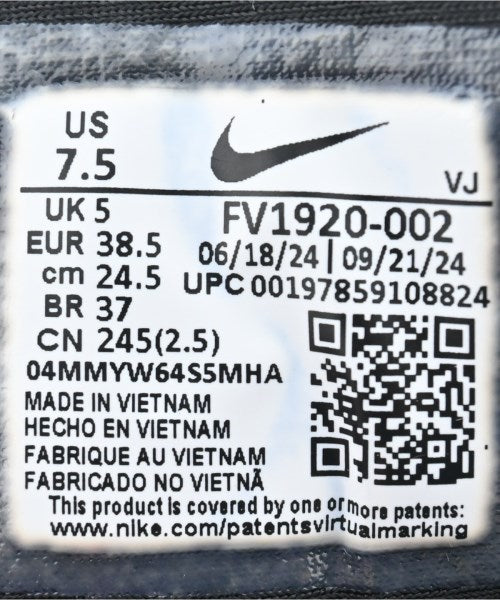 US
7.5
VJ
UK 5
FV1920-002
EUR 38.5
06/18/24 | 09/21/24
cm 24.5
UPC 00197859108824
BR 37
CN 245(2.5)
04MMYW64S5MHA
MADE IN VIETNAM
HECHO EN VIETNAM
FABRIQUE AU VIETNAM
FABRICADO NO VIETNÃ
This product is covered by one or more patents:
www.nike.com/patentsvirtualmarking